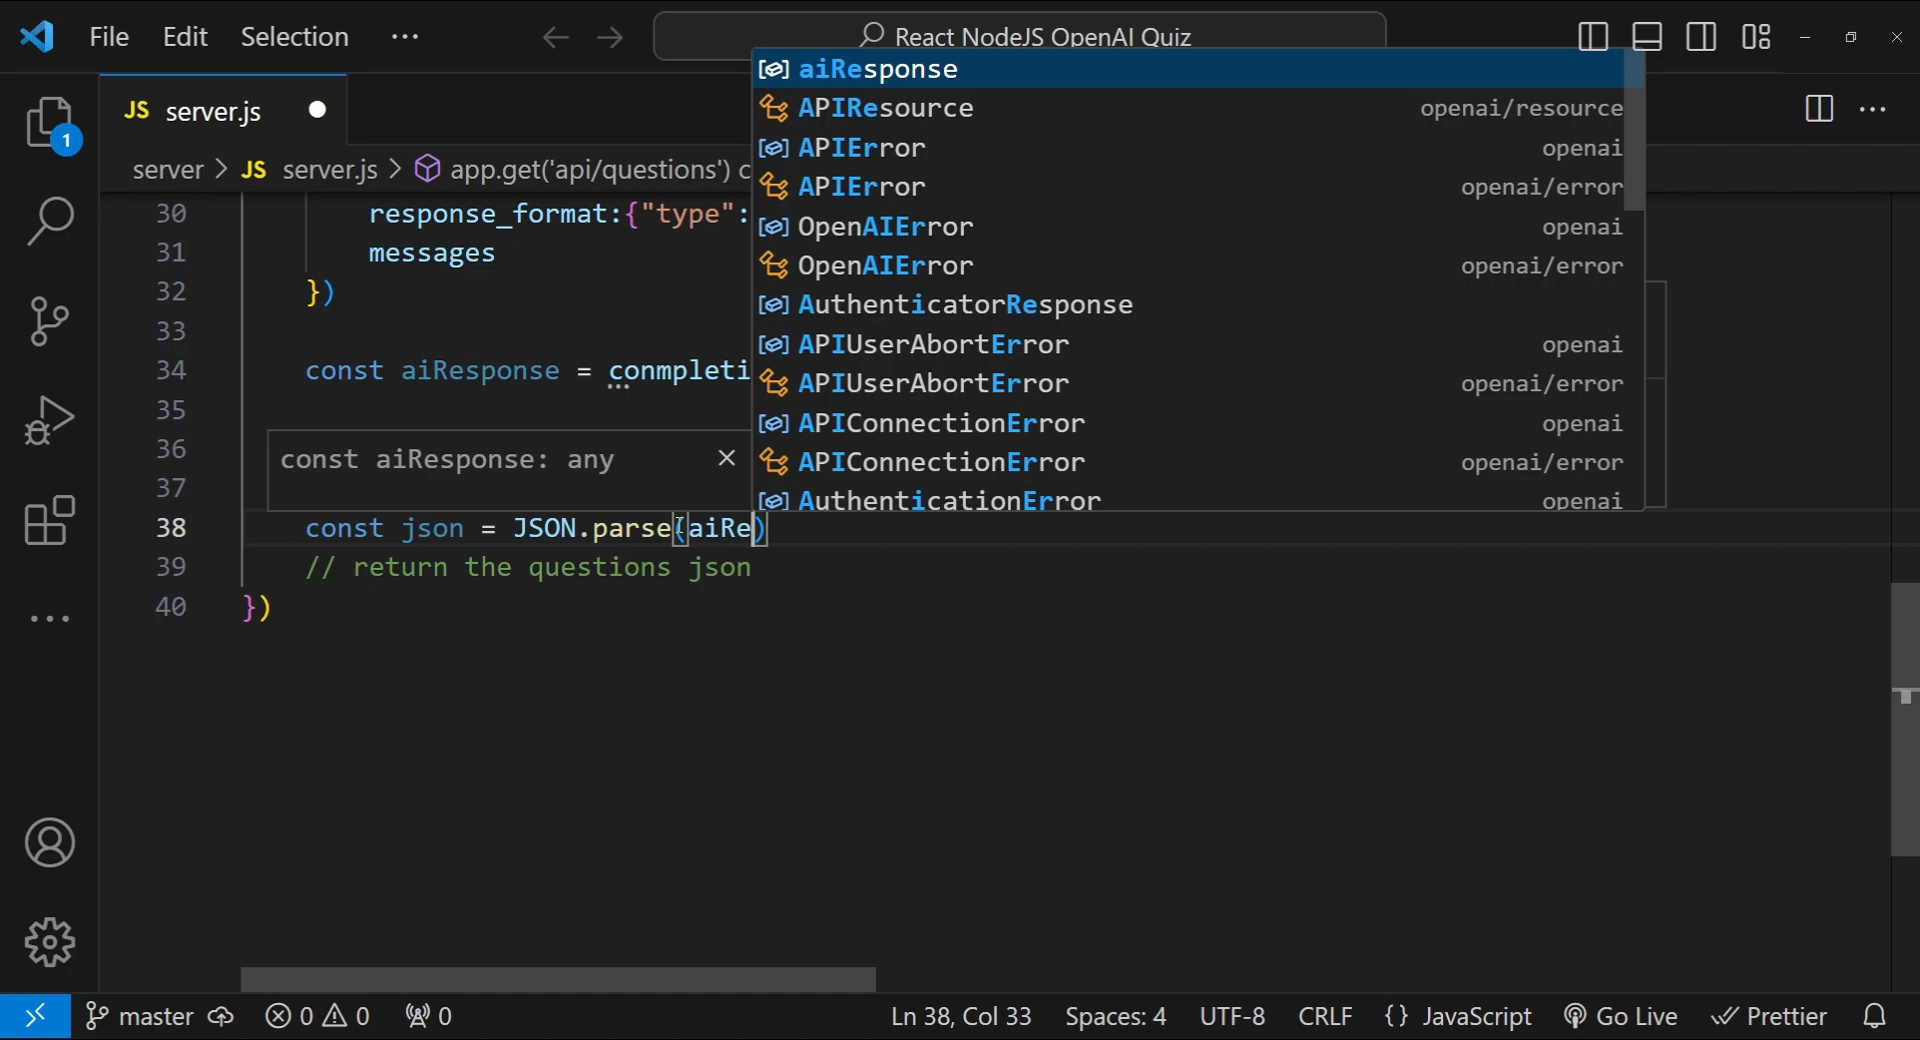 File Edit Selection ···
React NodeJS OpenAI Quiz
JS server.js
1
server > JS server.js > app.get('api/questions') c
aiResponse
APIResource openai/resource
APIError openai
APIError openai/error
OpenAIError openai
OpenAIError openai/error
AuthenticatorResponse
APIUserAbortError openai
APIUserAbortError openai/error
APIConnectionError openai
APIConnectionError openai/error
AuthenticationError openai
30 response_format:{"type":
31 messages
32 })
33
34 const aiResponse = conmpleti
35
36
const aiResponse: any
37
38 const json = JSON.parse(aiRe)
39 // return the questions json
40 })
master 0 0 0 Ln 38, Col 33 Spaces: 4 UTF-8 CRLF {} JavaScript Go Live Prettier